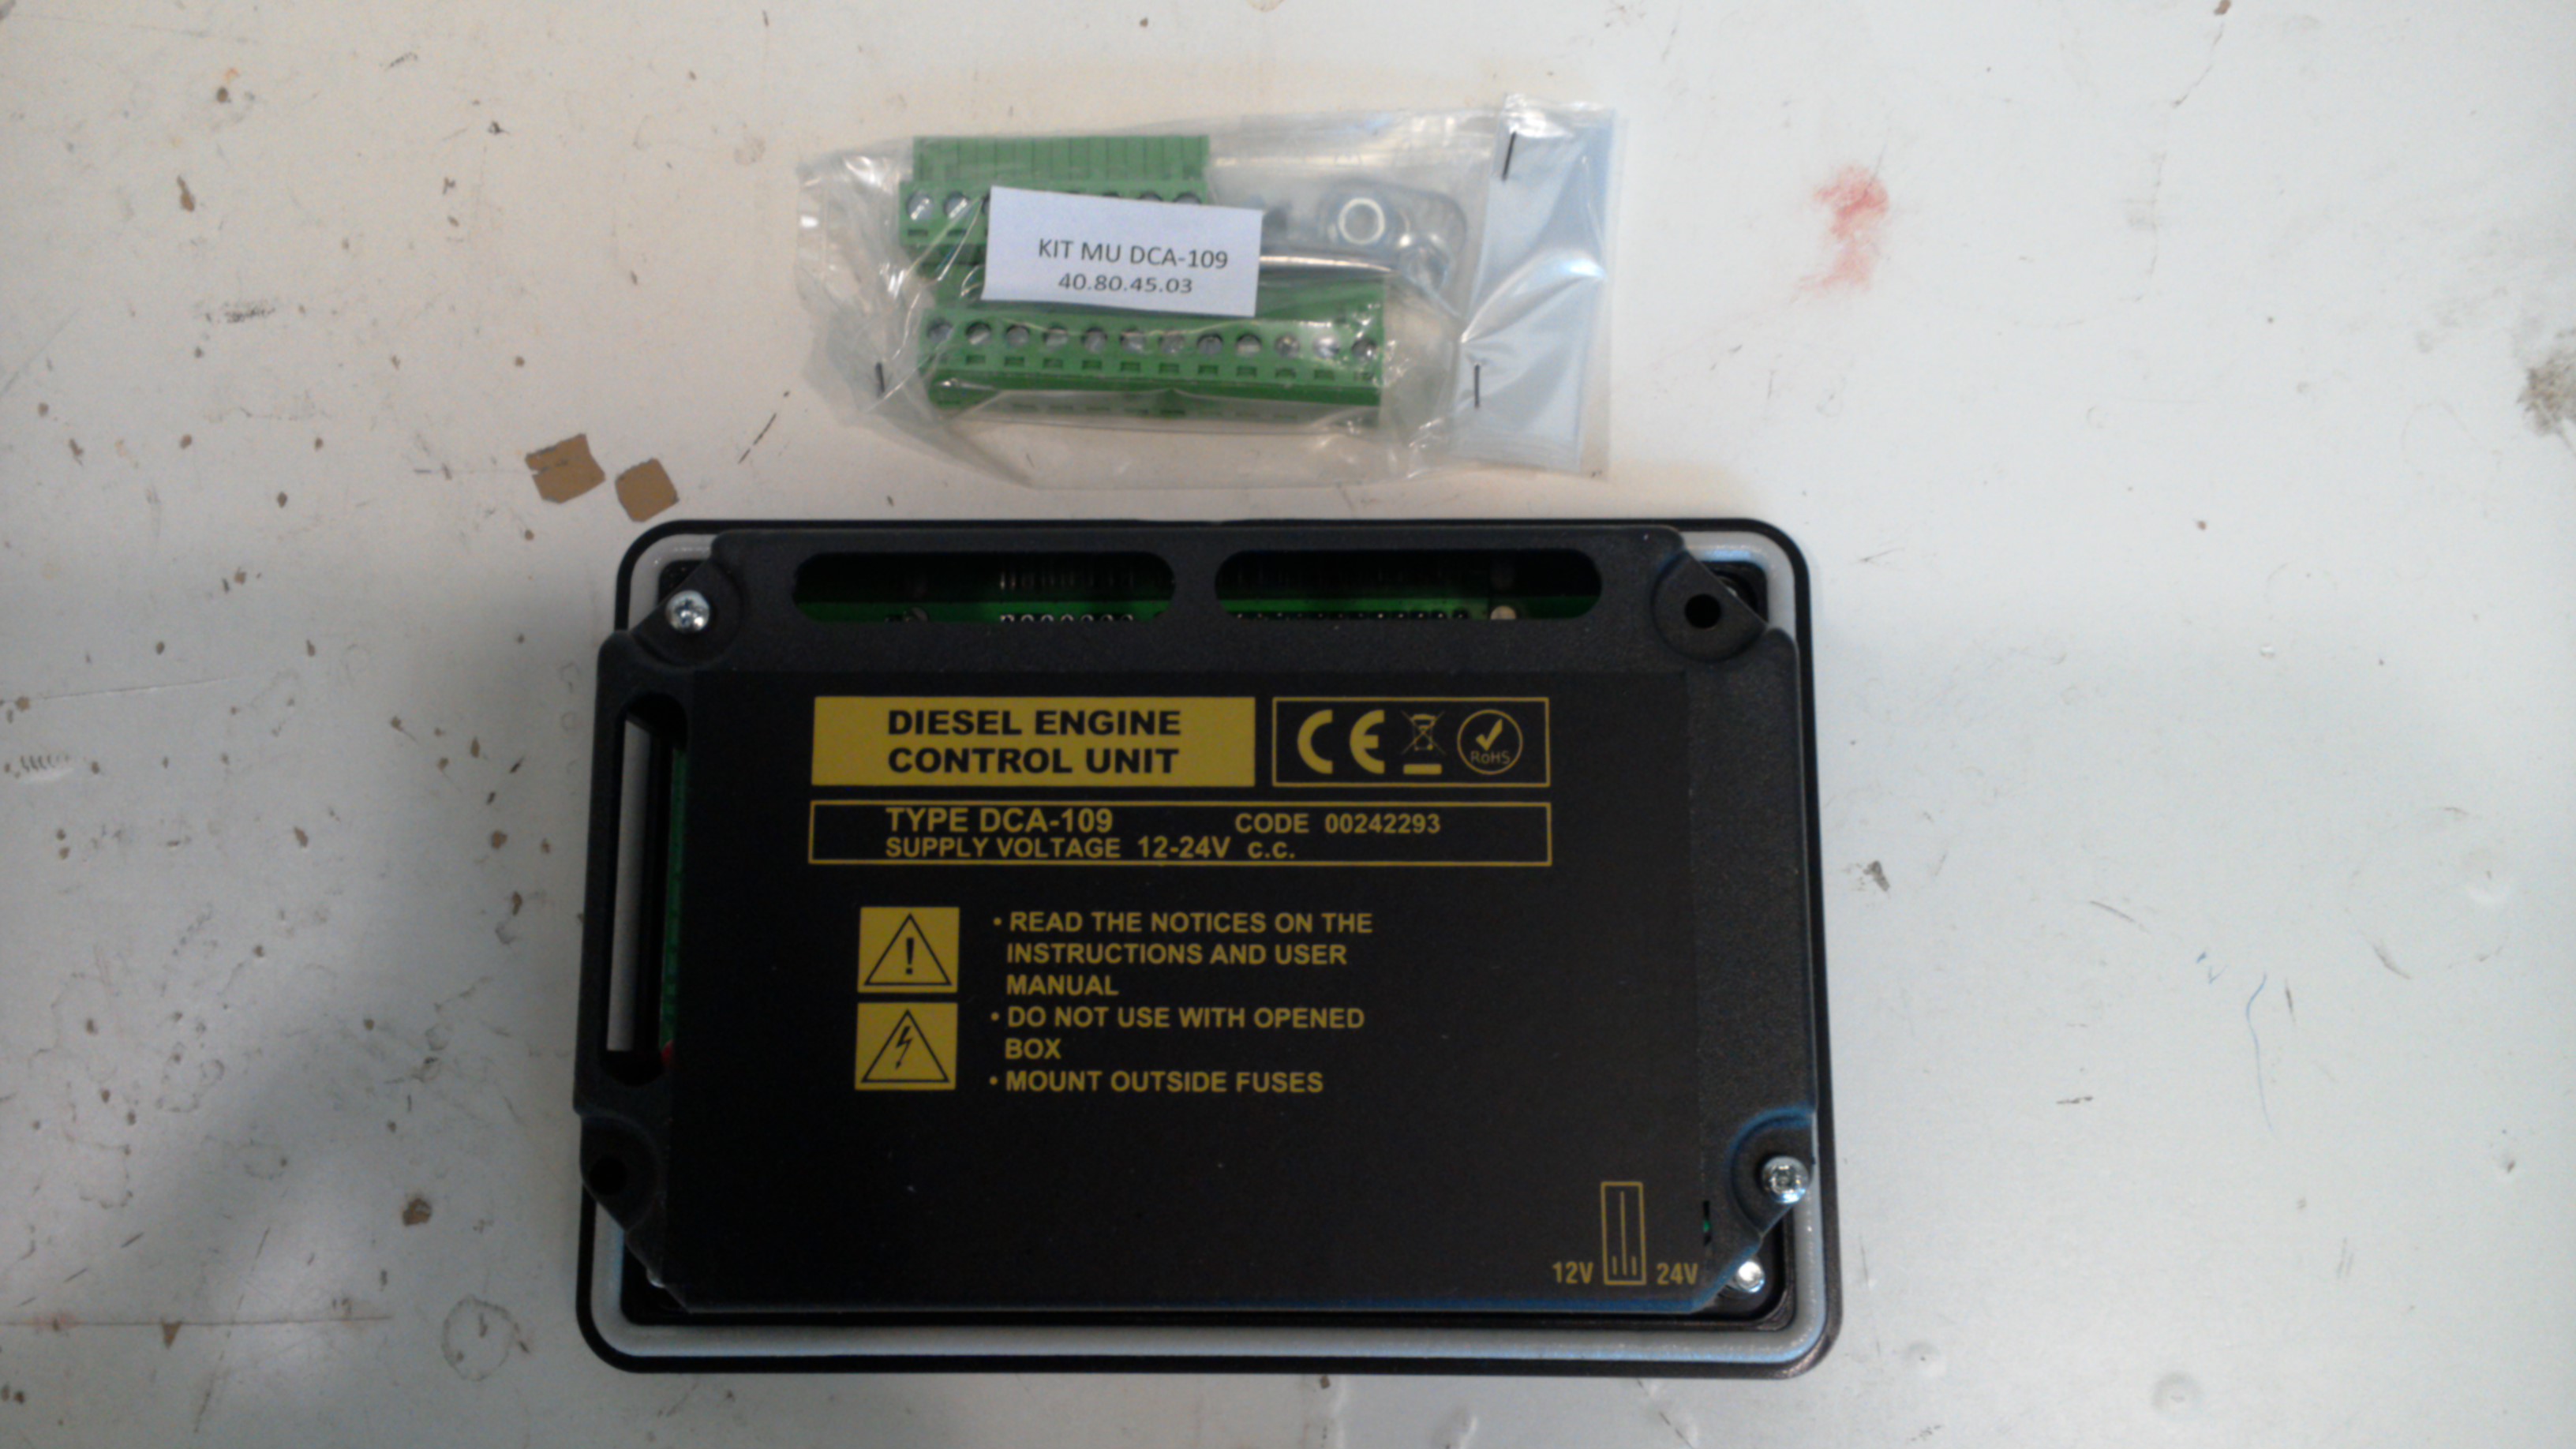 KIT MU DCA-109
40.80.45.03
DIESEL ENGINE
CONTROL UNIT
CE
RoHS
TYPE DCA-109 CODE 00242293
SUPPLY VOLTAGE 12-24V c.c.
• READ THE NOTICES ON THE
INSTRUCTIONS AND USER
MANUAL
• DO NOT USE WITH OPENED
BOX
• MOUNT OUTSIDE FUSES
12V 24V